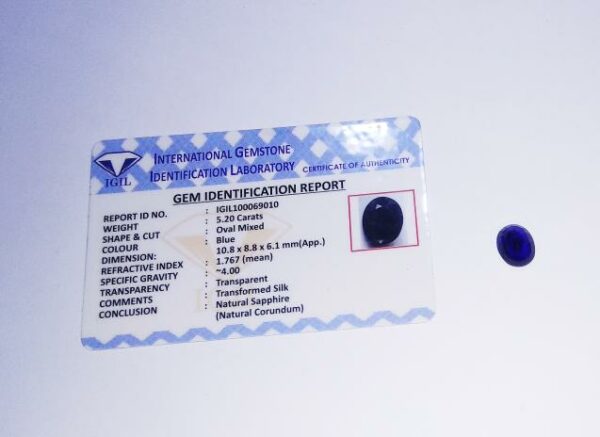 IGIL
INTERNATIONAL GEMSTONE
IDENTIFICATION LABORATORY CERTIFICATE OF AUTHENTICITY
GEM IDENTIFICATION REPORT
REPORT ID NO. : IGIL100069010
WEIGHT : 5.20 Carats
SHAPE & CUT : Oval Mixed
COLOUR : Blue
DIMENSION: : 10.8 x 8.8 x 6.1 mm(App.)
REFRACTIVE INDEX : 1.767 (mean)
SPECIFIC GRAVITY : ~4.00
TRANSPARENCY : Transparent
COMMENTS : Transformed Silk
CONCLUSION : Natural Sapphire
(Natural Corundum)